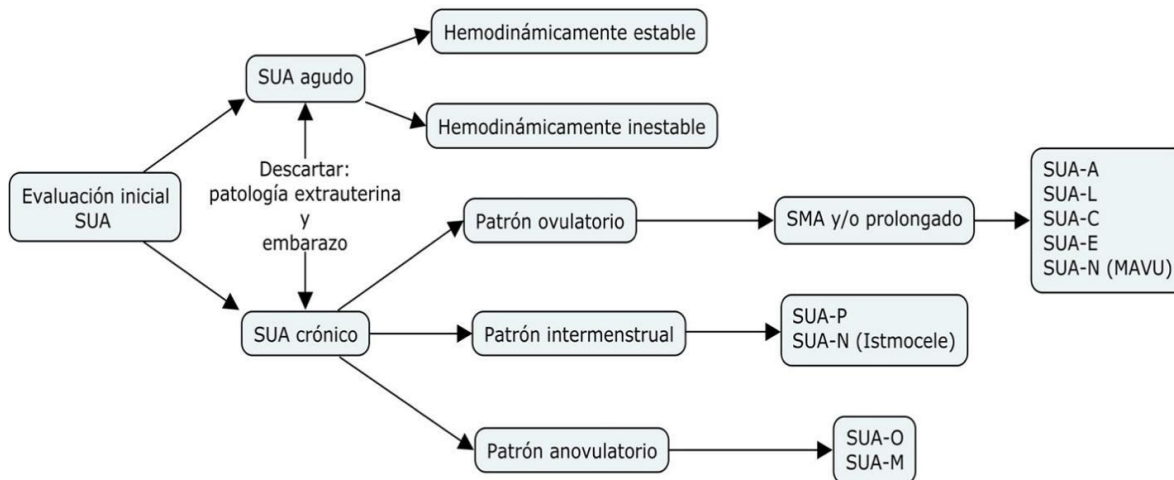 Hemodinámicamente estable
SUA agudo
Hemodinámicamente inestable
Descartar:
patología extrauterina
y
embarazo
Evaluación inicial
SUA
Patrón ovulatorio
SMA y/o prolongado
SUA-A
SUA-L
SUA-C
SUA-E
SUA-N (MAVU)
SUA crónico
Patrón intermenstrual
SUA-P
SUA-N (Istmocele)
Patrón anovulatorio
SUA-O
SUA-M